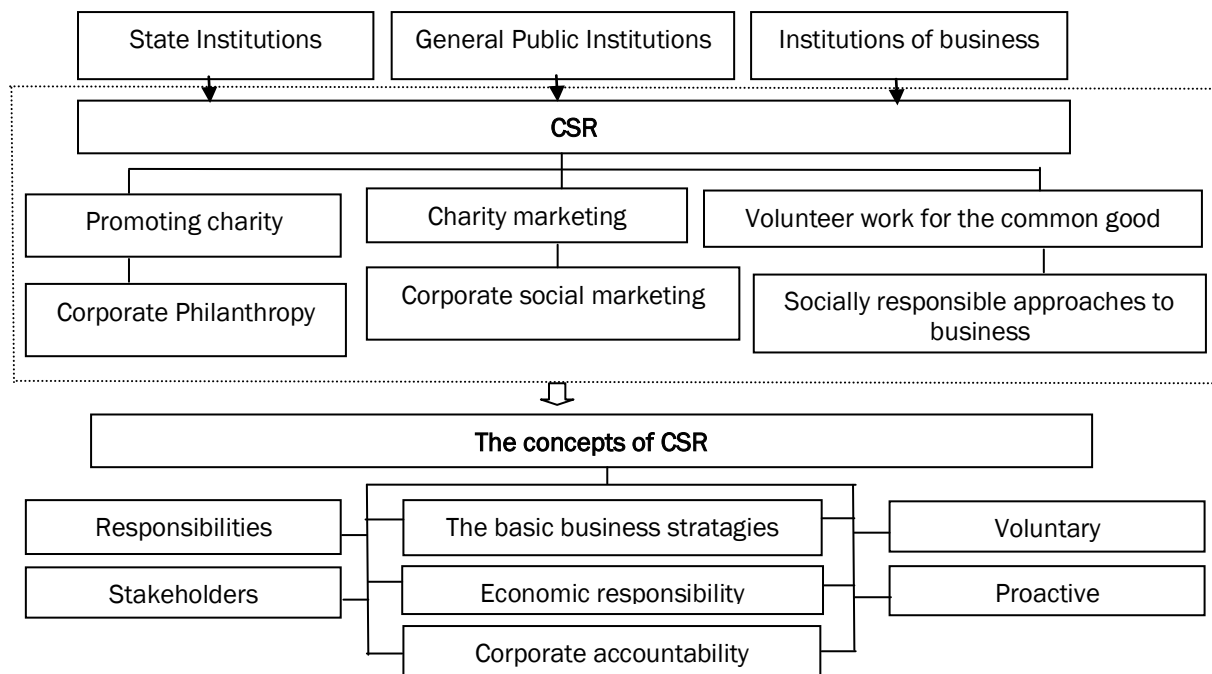 State Institutions
General Public Institutions
Institutions of business
CSR
Promoting charity
Charity marketing
Volunteer work for the common good
Corporate Philanthropy
Corporate social marketing
Socially responsible approaches to
business
The concepts of CSR
Responsibilities
The basic business stratagies
Voluntary
Stakeholders
Economic responsibility
Proactive
Corporate accountability